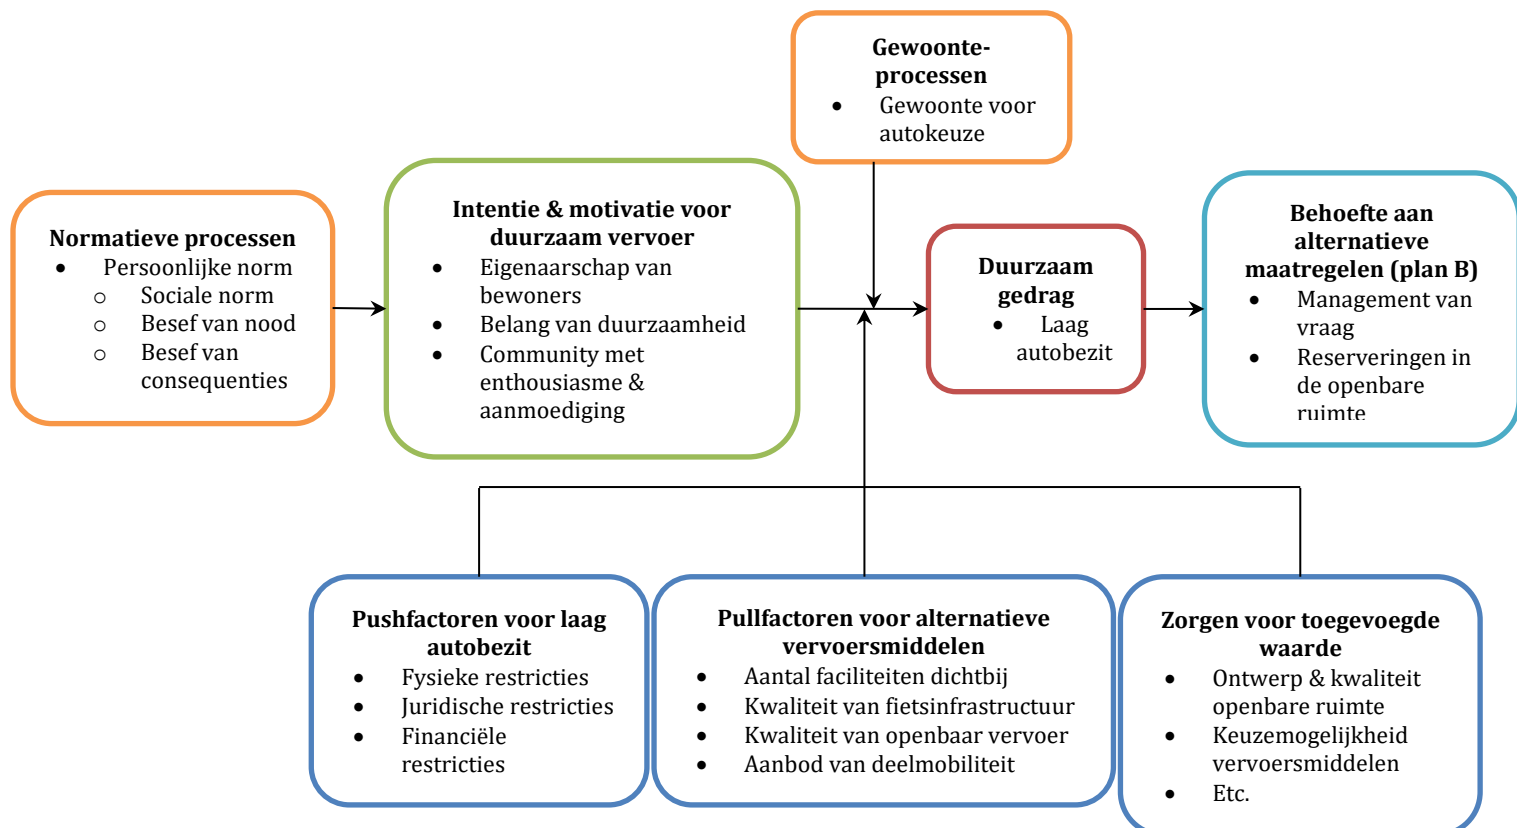 Gewoonte-
processen
• Gewoonte voor
autokeuze
Normatieve processen
• Persoonlijke norm
o Sociale norm
o Besef van nood
o Besef van
consequenties
Intentie & motivatie voor
duurzaam vervoer
• Eigenaarschap van
bewoners
• Belang van duurzaamheid
• Community met
enthousiasme &
aanmoediging
Duurzaam
gedrag
• Laag
autobezit
Behoefte aan
alternatieve
maatregelen (plan B)
• Management van
vraag
• Reserveringen in
de openbare
ruimte
Pushfactoren voor laag
autobezit
• Fysieke restricties
• Juridische restricties
• Financiële
restricties
Pullfactoren voor alternatieve
vervoersmiddelen
• Aantal faciliteiten dichtbij
• Kwaliteit van fietsinfrastructuur
• Kwaliteit van openbaar vervoer
• Aanbod van deelmobiliteit
Zorgen voor toegevoegde
waarde
• Ontwerp & kwaliteit
openbare ruimte
• Keuzemogelijkheid
vervoersmiddelen
• Etc.